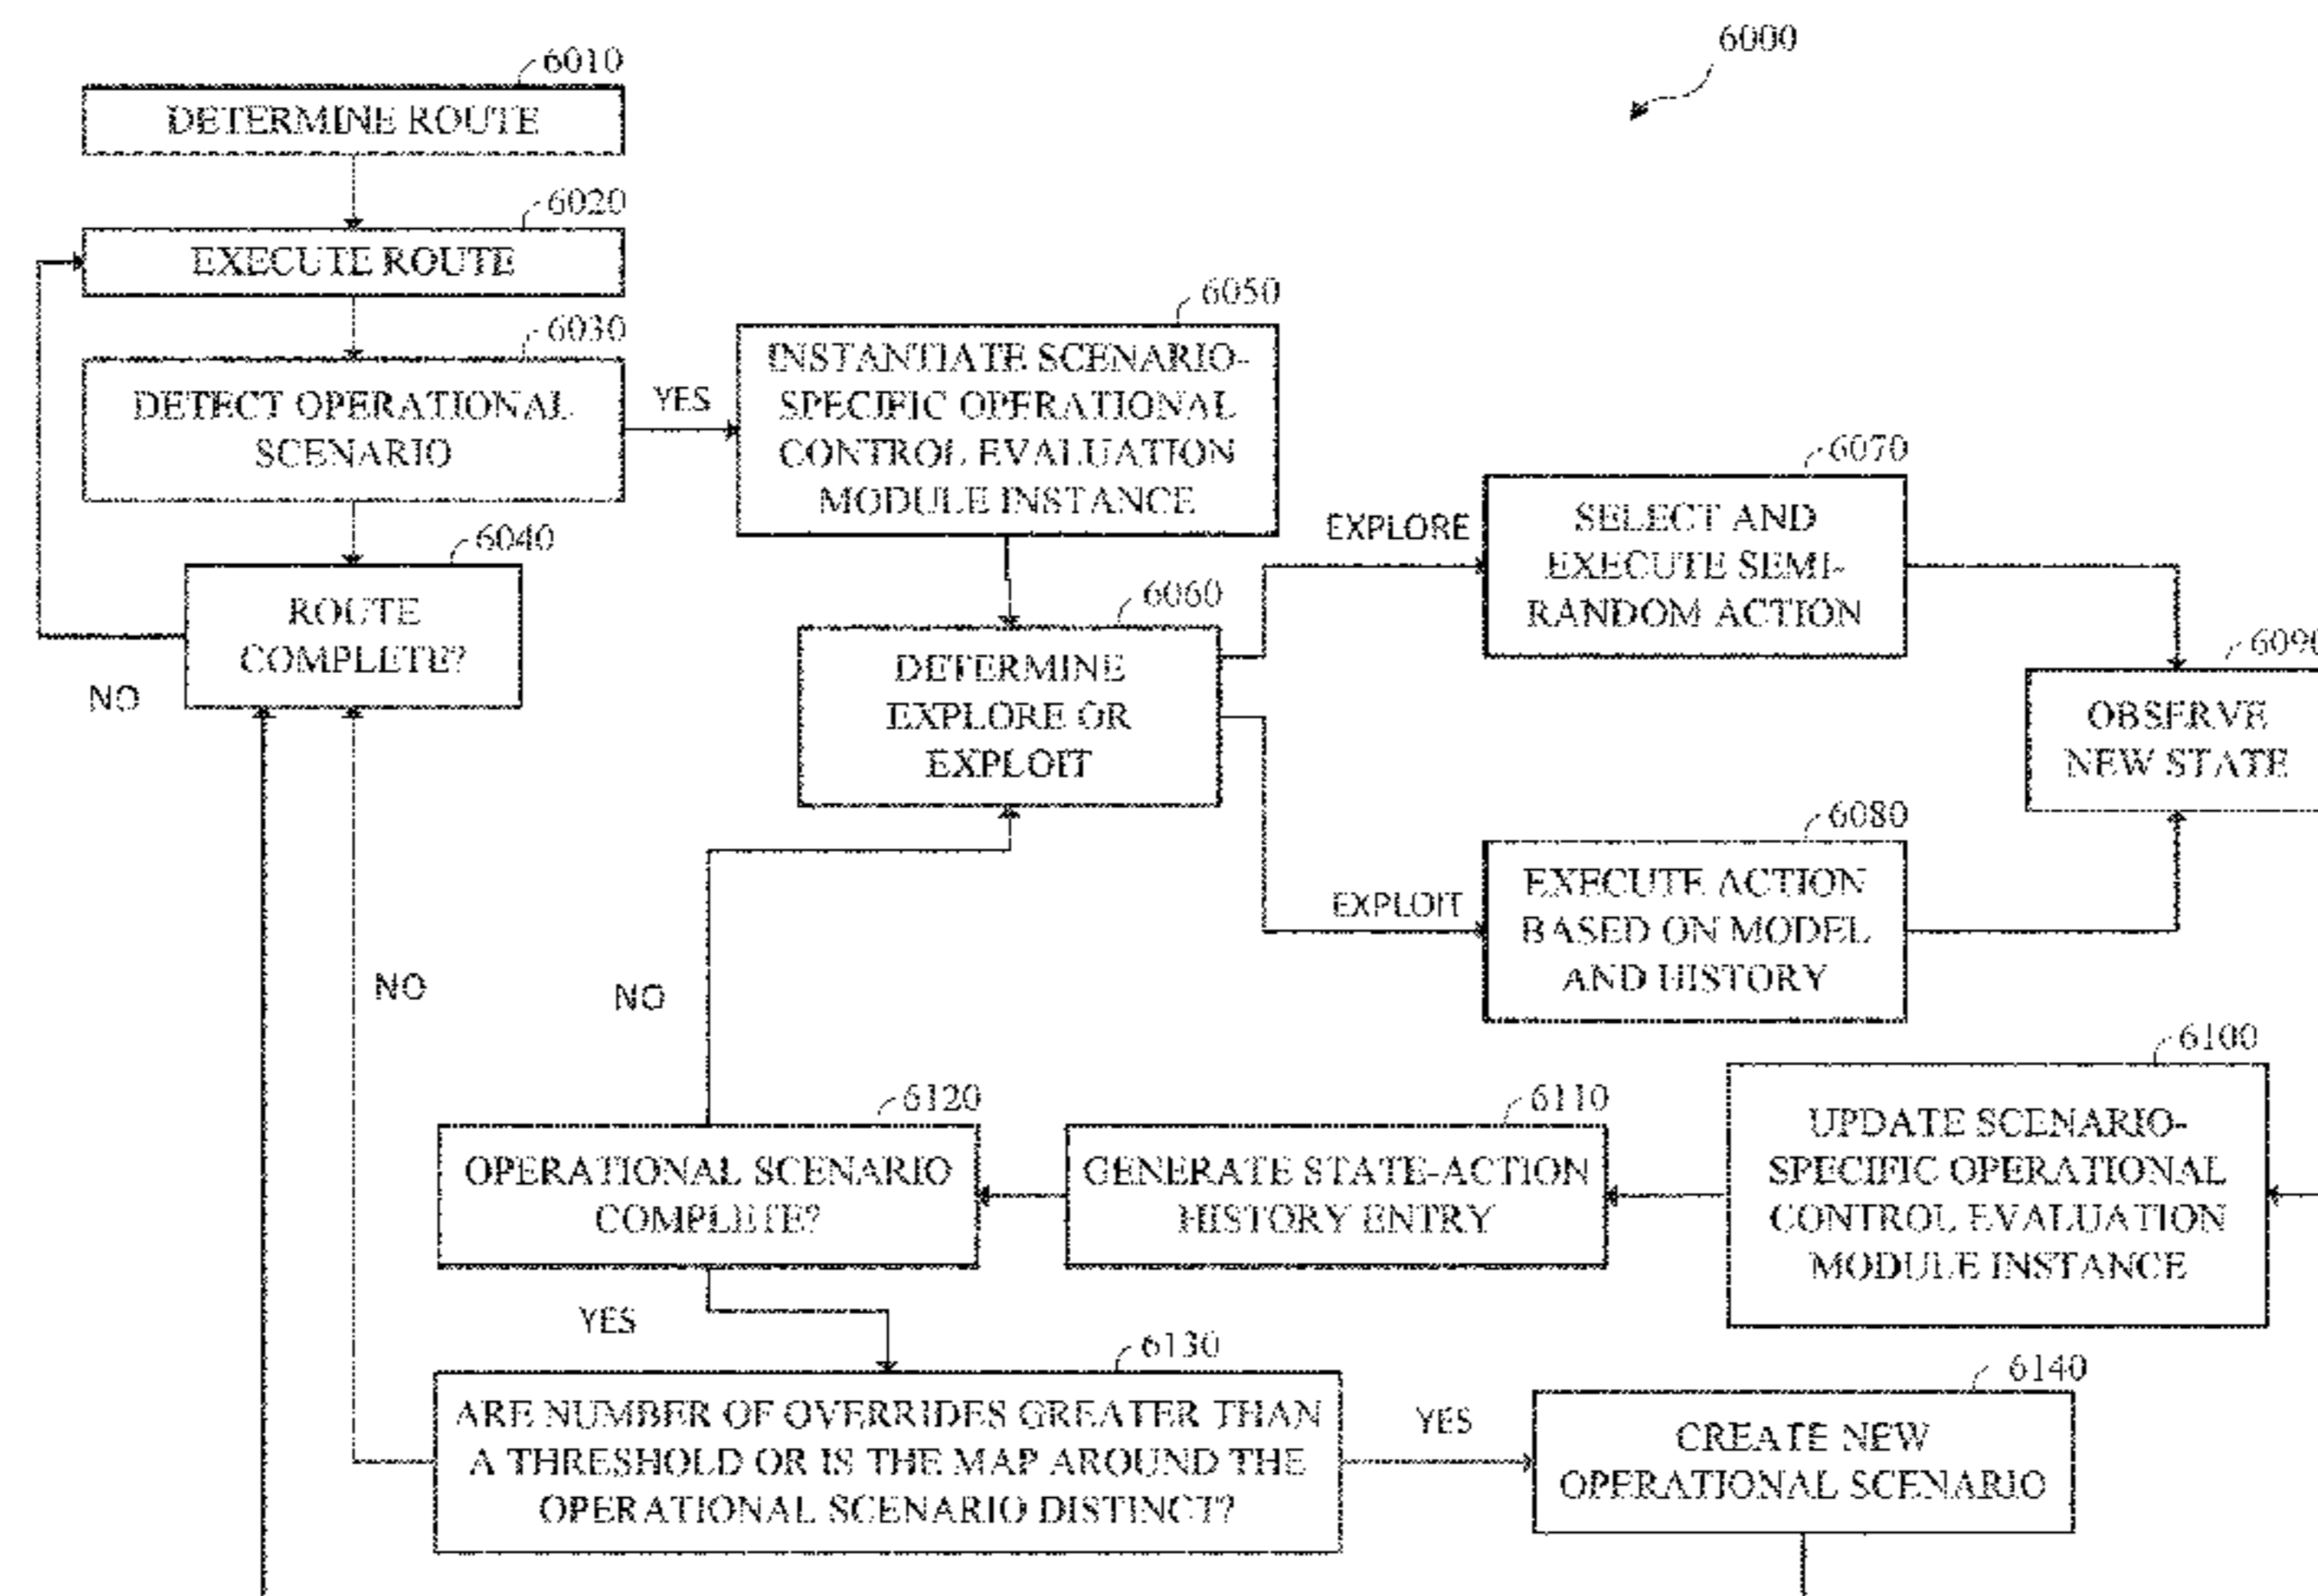 6000
6010
DETERMINE ROUTE
6020
EXECUTE ROUTE
6030
DETECT OPERATIONAL
SCENARIO
YES
6040
ROUTE
COMPLETE?
NO
6050
INSTANTIATE SCENARIO-
SPECIFIC OPERATIONAL
CONTROL EVALUATION
MODULE INSTANCE
6060
DETERMINE
EXPLORE OR
EXPLOIT
EXPLORE
6070
SELECT AND
EXECUTE SEMI-
RANDOM ACTION
EXPLOIT
6080
EXECUTE ACTION
BASED ON MODEL
AND HISTORY
6090
OBSERVE
NEW STATE
6100
UPDATE SCENARIO-
SPECIFIC OPERATIONAL
CONTROL EVALUATION
MODULE INSTANCE
6110
GENERATE STATE-ACTION
HISTORY ENTRY
6120
OPERATIONAL SCENARIO
COMPLETE?
NO
YES
6130
ARE NUMBER OF OVERRIDES GREATER THAN
A THRESHOLD OR IS THE MAP AROUND THE
OPERATIONAL SCENARIO DISTINCT?
NO
YES
6140
CREATE NEW
OPERATIONAL SCENARIO